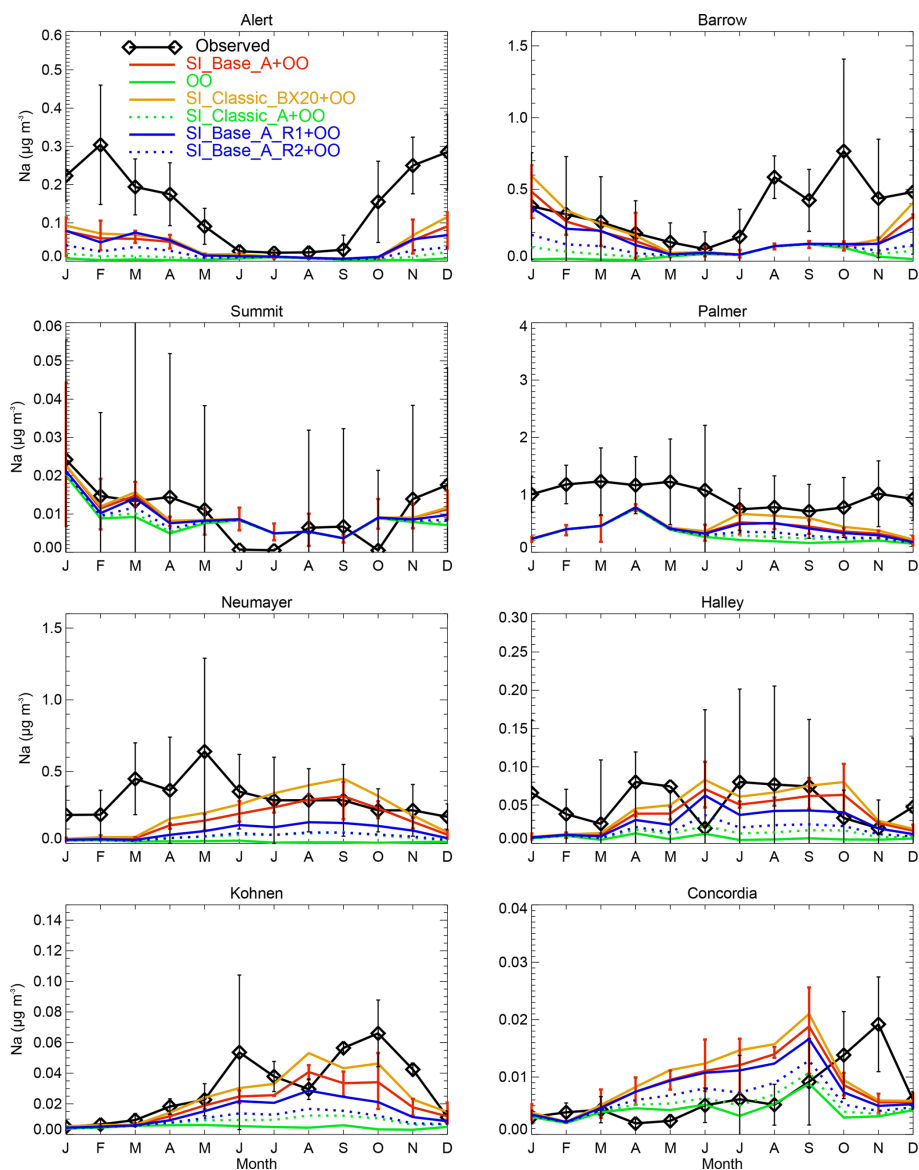 Alert
Na (µg m⁻³)
0.6
0.5
0.4
0.3
0.2
0.1
0.0
Observed
SI_Base_A+OO
OO
SI_Classic_BX20+OO
SI_Classic_A+OO
SI_Base_A_R1+OO
SI_Base_A_R2+OO
J F M A M J J A S O N D
Barrow
1.5
1.0
0.5
0.0
J F M A M J J A S O N D
Summit
Na (µg m⁻³)
0.06
0.05
0.04
0.03
0.02
0.01
0.00
J F M A M J J A S O N D
Palmer
4
3
2
1
0
J F M A M J J A S O N D
Neumayer
Na (µg m⁻³)
1.5
1.0
0.5
0.0
J F M A M J J A S O N D
Halley
0.30
0.25
0.20
0.15
0.10
0.05
0.00
J F M A M J J A S O N D
Kohnen
Na (µg m⁻³)
0.14
0.12
0.10
0.08
0.06
0.04
0.02
0.00
J F M A M J J A S O N D
Month
Concordia
0.04
0.03
0.02
0.01
0.00
J F M A M J J A S O N D
Month